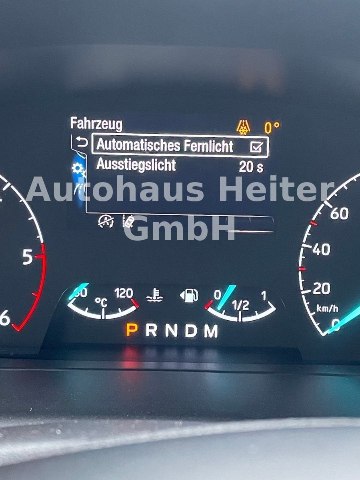 Fahrzeug 0°
Automatisches Fernlicht
Ausstiegslicht 20 s
Autohaus Heiter
GmbH
5
6
60
40
20
km/h
0
°C 120
0 1/2 1
P R N D M